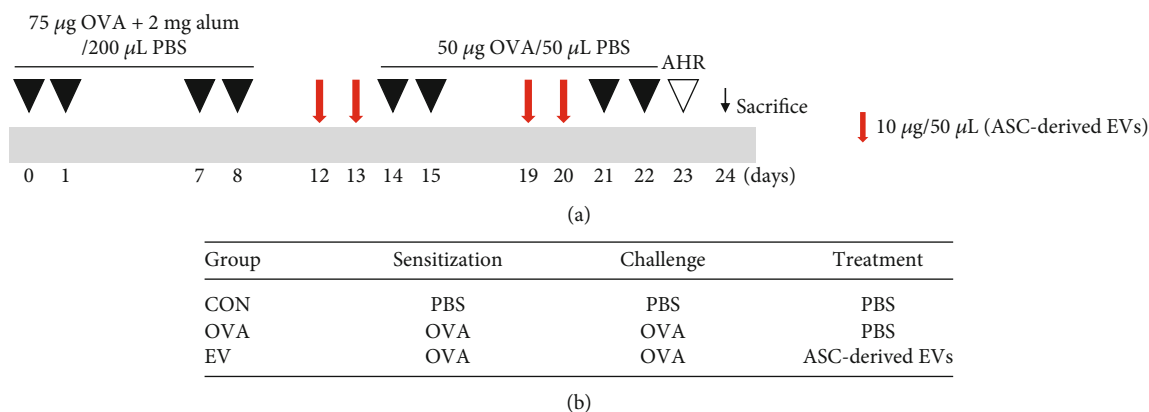 75 μg OVA + 2 mg alum
/200 μL PBS
50 μg OVA/50 μL PBS
AHR
Sacrifice
10 μg/50 μL (ASC-derived EVs)
0 1 7 8 12 13 14 15 19 20 21 22 23 24 (days)
(a)
Group Sensitization Challenge Treatment
CON PBS PBS PBS
OVA OVA OVA PBS
EV OVA OVA ASC-derived EVs
(b)